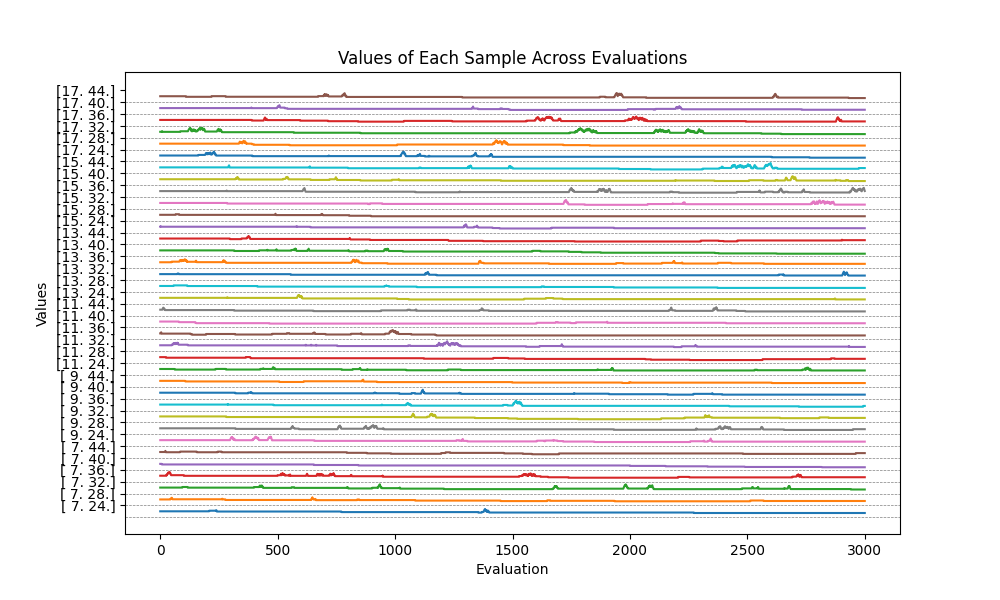 Values of Each Sample Across Evaluations
Values
[17. 44.]
[17. 40.]
[17. 36.]
[17. 32.]
[17. 28.]
[17. 24.]
[15. 44.]
[15. 40.]
[15. 36.]
[15. 32.]
[15. 28.]
[15. 24.]
[13. 44.]
[13. 40.]
[13. 36.]
[13. 32.]
[13. 28.]
[13. 24.]
[11. 44.]
[11. 40.]
[11. 36.]
[11. 32.]
[11. 28.]
[11. 24.]
[ 9. 44.]
[ 9. 40.]
[ 9. 36.]
[ 9. 32.]
[ 9. 28.]
[ 9. 24.]
[ 7. 44.]
[ 7. 40.]
[ 7. 36.]
[ 7. 32.]
[ 7. 28.]
[ 7. 24.]
0 500 1000 1500 2000 2500 3000
Evaluation